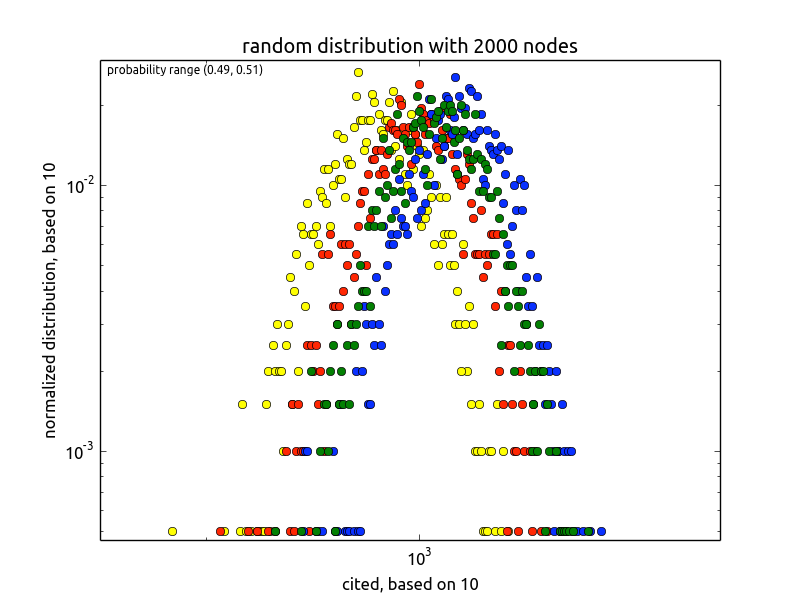 random distribution with 2000 nodes
probability range (0.49, 0.51)
normalized distribution, based on 10
10^-2
10^-3
10^3
cited, based on 10